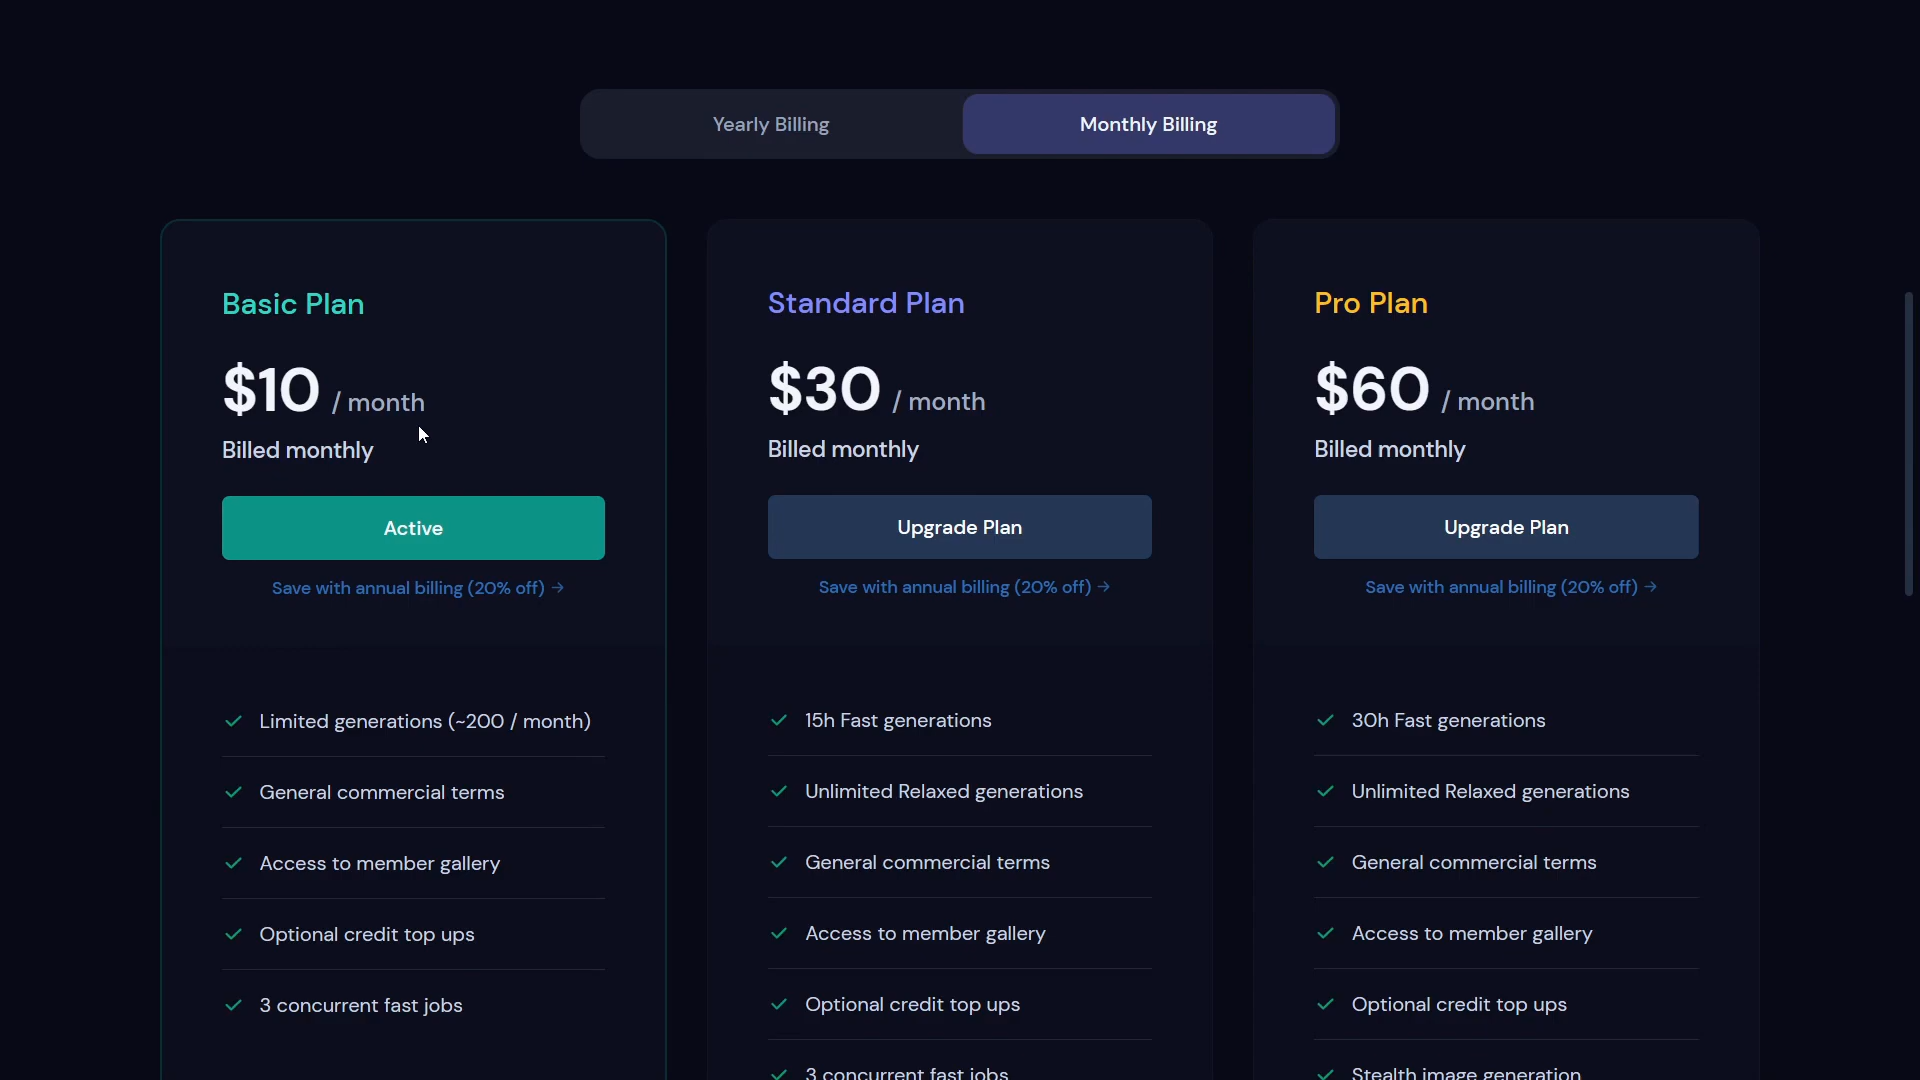 Yearly Billing
Monthly Billing
Basic Plan
$10 / month
Billed monthly
Active
Save with annual billing (20% off) →
Limited generations (~200 / month)
General commercial terms
Access to member gallery
Optional credit top ups
3 concurrent fast jobs
Standard Plan
$30 / month
Billed monthly
Upgrade Plan
Save with annual billing (20% off) →
15h Fast generations
Unlimited Relaxed generations
General commercial terms
Access to member gallery
Optional credit top ups
3 concurrent fast jobs
Pro Plan
$60 / month
Billed monthly
Upgrade Plan
Save with annual billing (20% off) →
30h Fast generations
Unlimited Relaxed generations
General commercial terms
Access to member gallery
Optional credit top ups
Stealth image generation